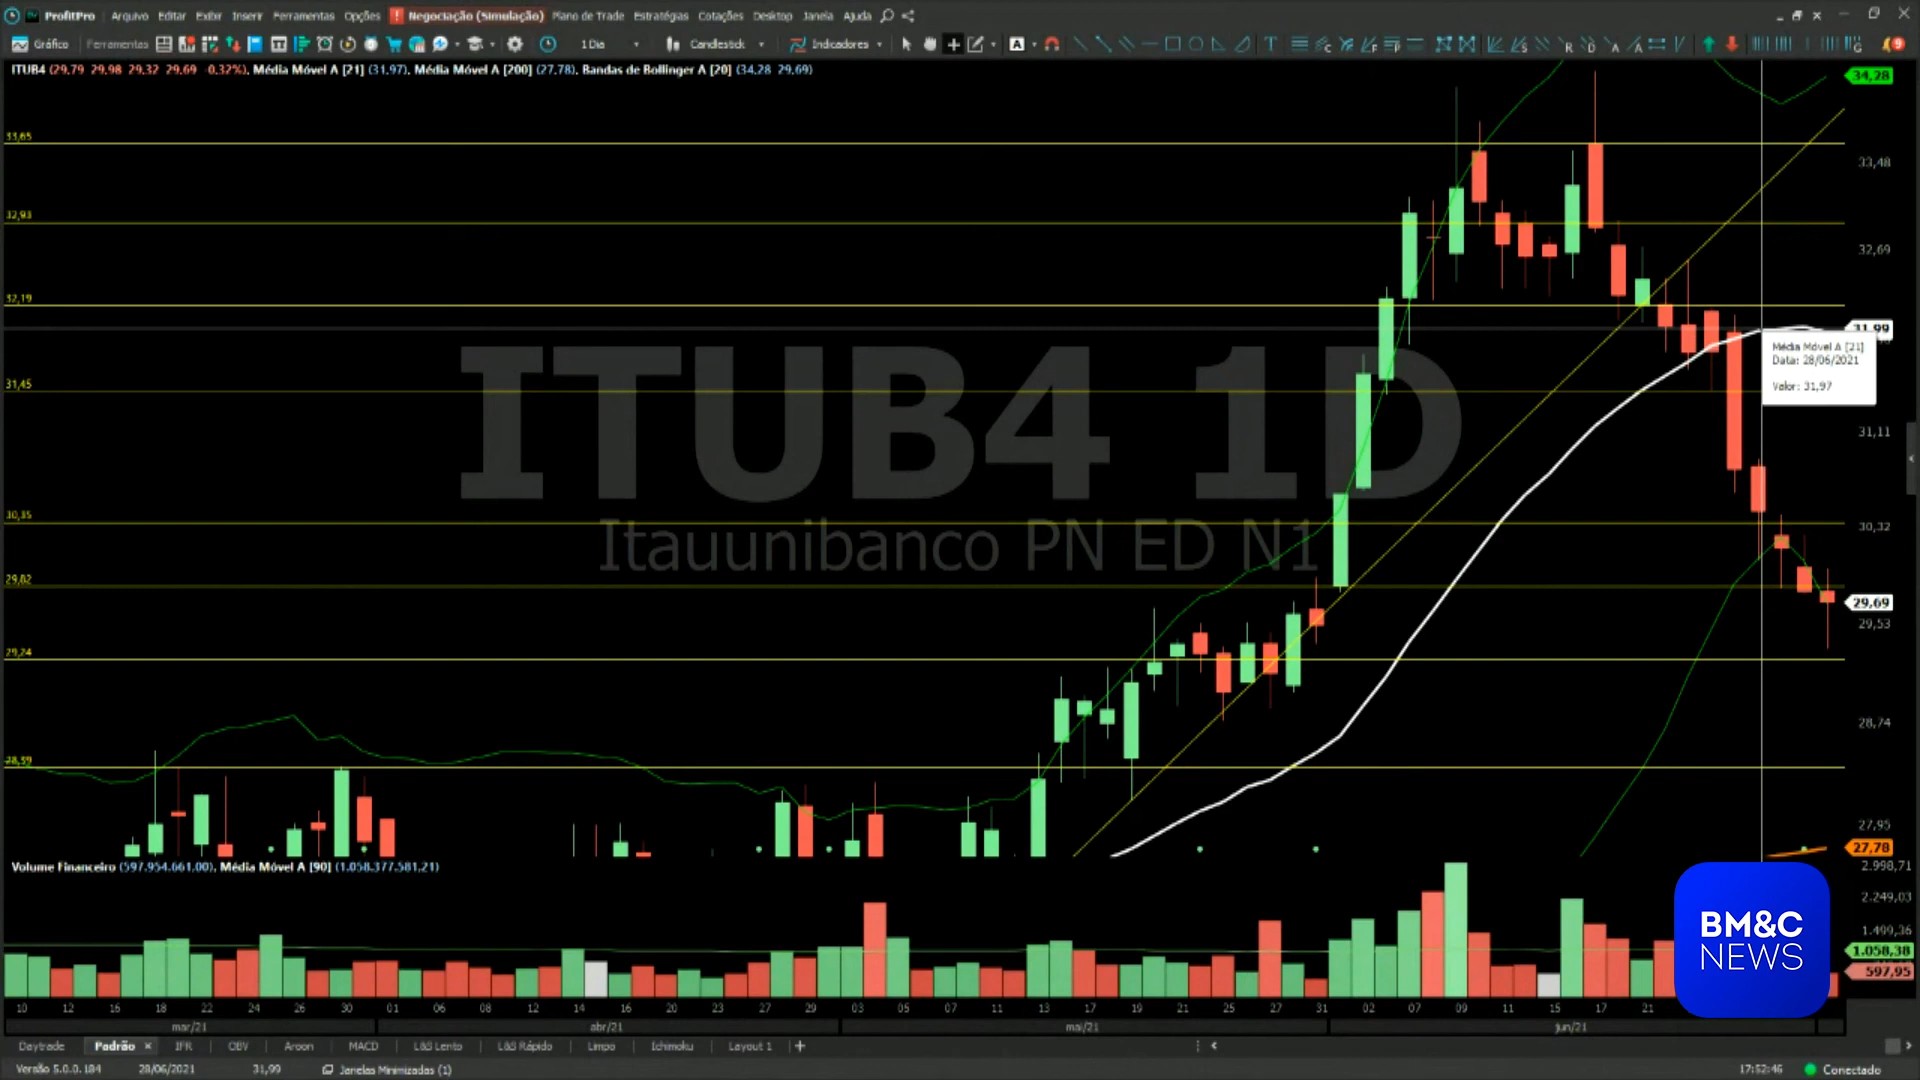 ProfitPro Arquivo Editar Exibir Inserir Ferramentas Opções ! Negociação (Simulação) Plano de Trade Estratégias Cotações Desktop Janela Ajuda
Gráfico Ferramentas 1 Dia Candlestick Indicadores
ITUB4 (29,79 29,98 29,32 29,69 -0,32%), Média Móvel A [21] (31,97), Média Móvel A [200] (27,78), Bandas de Bollinger A [20] (34,28 29,69)
34,28
33,65
33,48
32,93
32,69
32,19
31,99
Média Móvel A [21]
Data: 28/06/2021
Valor: 31,97
31,45
ITUB4 1D
31,11
30,35
30,32
Itauunibanco PN ED N1
29,82
29,69
29,53
29,24
28,74
28,39
27,95
27,78
Volume Financeiro (597.954.661,00), Média Móvel A [90] (1.058.377.581,21)
2.998,71
2.249,03
1.499,36
1.058,38
597,95
BM&C
NEWS
10 12 16 18 22 24 26 30 01 06 08 12 14 16 20 22 27 29 03 05 07 11 13 17 19 21 25 27 31 02 07 09 11 15 17 21
mar/21 abr/21 mai/21 jun/21
Daytrade Padrão × IFR OBV Aroon MACD L&S Lento L&S Rápido Limpo Ichimoku Layout 1 +
Versão 5.0.0.184 28/06/2021 31,99 Janelas Minimizadas (1) 17:52:46 Conectado